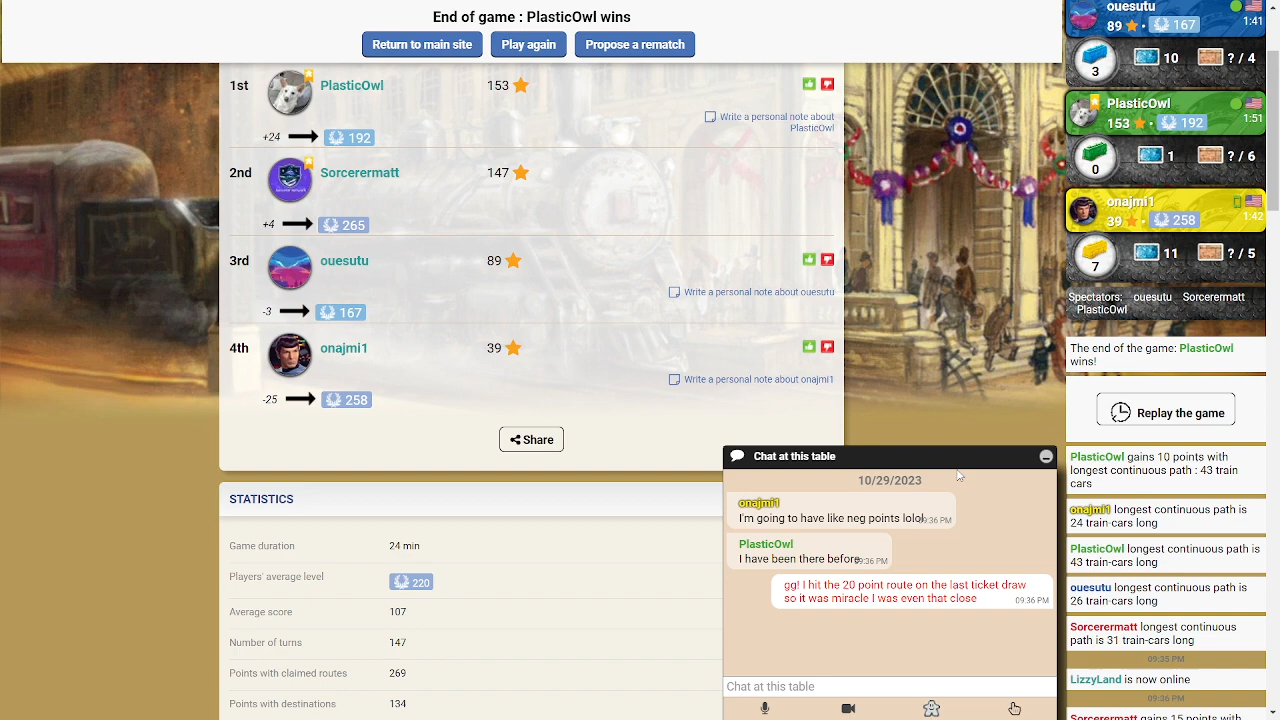 End of game : PlasticOwl wins
Return to main site
Play again
Propose a rematch
1st
PlasticOwl
153
Write a personal note about
PlasticOwl
+24
192
2nd
Sorcerermatt
147
+4
265
3rd
ouesutu
89
Write a personal note about ouesutu
-3
167
4th
onajmi1
39
Write a personal note about onajmi1
-25
258
Share
STATISTICS
Game duration
24 min
Players' average level
220
Average score
107
Number of turns
147
Points with claimed routes
269
Points with destinations
134
Chat at this table
10/29/2023
onajmi1
I'm going to have like neg points lolol
09:36 PM
PlasticOwl
I have been there before
09:36 PM
gg! I hit the 20 point route on the last ticket draw
so it was miracle I was even that close
09:36 PM
Chat at this table
ouesutu
1:41
89
167
3
10
? / 4
PlasticOwl
1:51
153
192
0
1
? / 6
onajmi1
1:42
39
258
7
11
? / 5
Spectators: ouesutu Sorcerermatt
PlasticOwl
The end of the game: PlasticOwl
wins!
Replay the game
PlasticOwl gains 10 points with
longest continuous path : 43 train
cars
onajmi1 longest continuous path is
24 train-cars long
PlasticOwl longest continuous path is
43 train-cars long
ouesutu longest continuous path is
26 train-cars long
Sorcerermatt longest continuous
path is 31 train-cars long
09:35 PM
LizzyLand is now online
09:36 PM
Sorcerermatt gains 15 points with